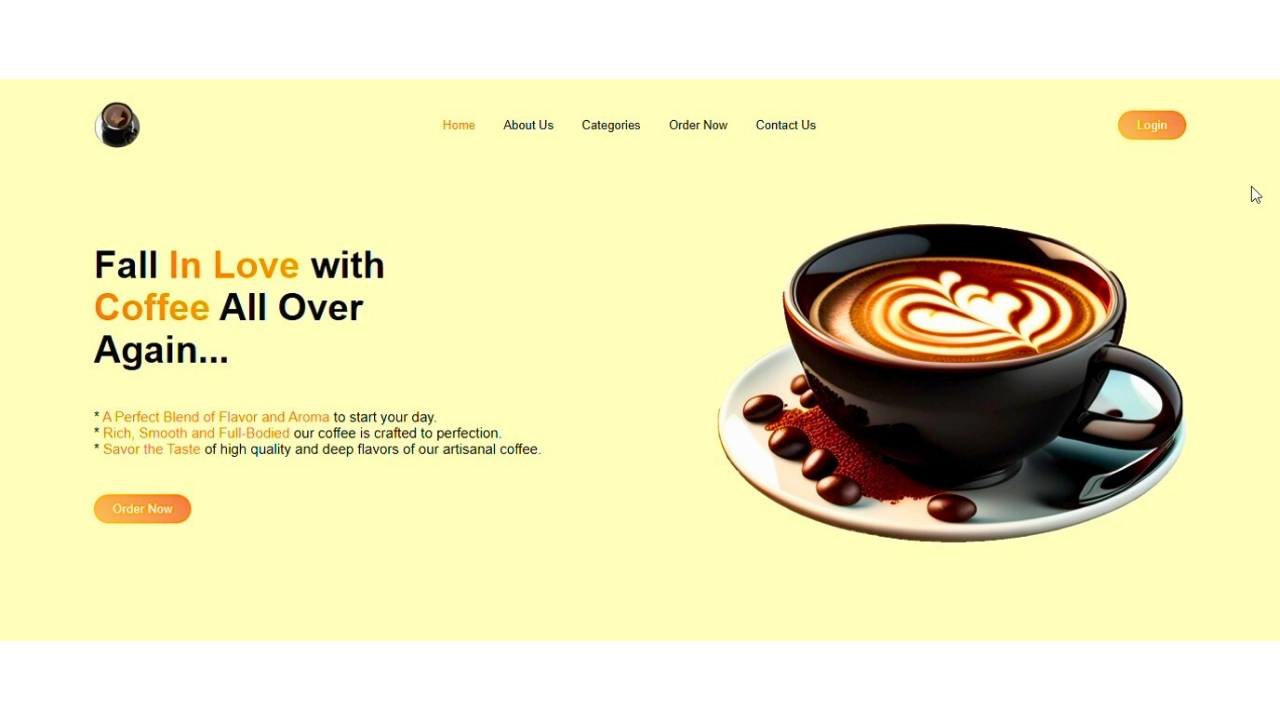 Home About Us Categories Order Now Contact Us Login
Fall In Love with
Coffee All Over
Again...
* A Perfect Blend of Flavor and Aroma to start your day.
* Rich, Smooth and Full-Bodied our coffee is crafted to perfection.
* Savor the Taste of high quality and deep flavors of our artisanal coffee.
Order Now